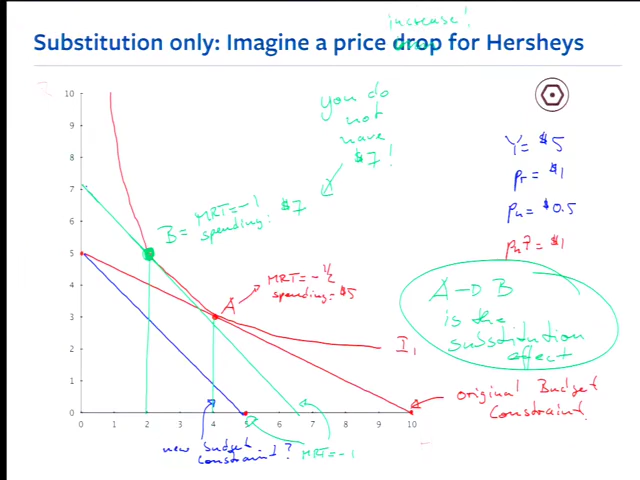 increase!
Substitution only: Imagine a price drop for Hersheys
10
9
8
7
6
5
4
3
2
1
0
0 1 2 3 4 5 6 7 8 9 10
you do
not
have
$7!
B= MRT=-1
spending: $7
A
MRT=-1/2
spending=$5
I1
Y= $5
pr = $1
ph = $0.5
ph↑ = $1
A→B
is the
substitution
effect
original Budget
Constraint
new budget
constraint?
MRT=-1